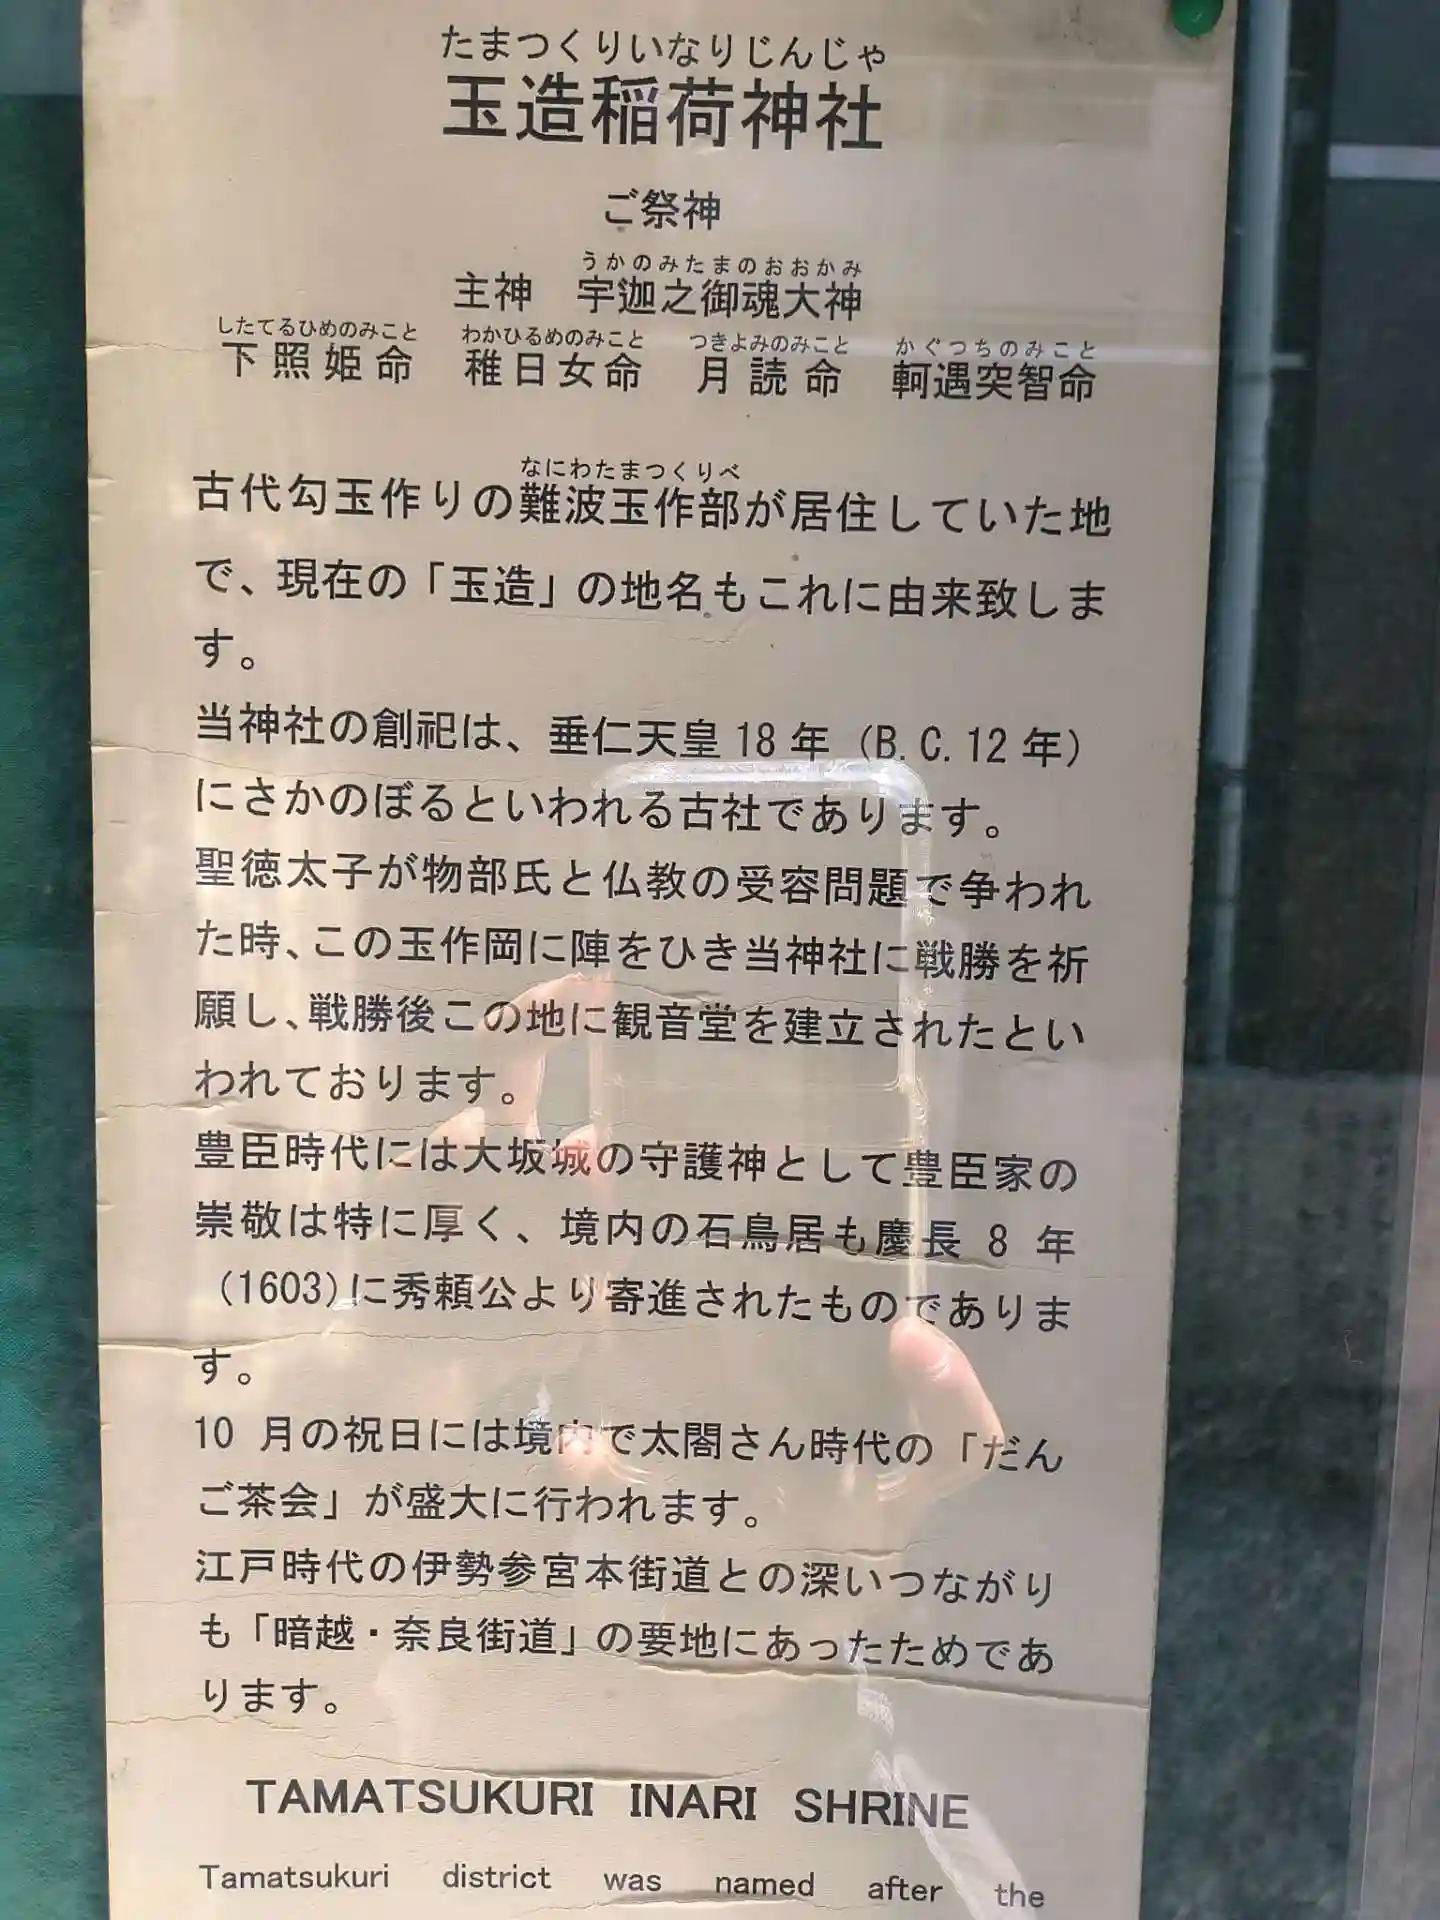 たまつくりいなりじんじゃ
玉造稲荷神社
ご祭神
うかのみたまのおおかみ
主神　宇迦之御魂大神
したてるひめのみこと　わかひるめのみこと　つきよみのみこと　かぐつちのみこと
下照姫命　稚日女命　月読命　軻遇突智命
なにわたまつくりべ
古代勾玉作りの難波玉作部が居住していた地
で、現在の「玉造」の地名もこれに由来致しま
す。
当神社の創祀は、垂仁天皇 18 年（B.C.12 年）
にさかのぼるといわれる古社であります。
聖徳太子が物部氏と仏教の受容問題で争われ
た時、この玉作岡に陣をひき当神社に戦勝を祈
願し、戦勝後この地に観音堂を建立されたとい
われております。
豊臣時代には大坂城の守護神として豊臣家の
崇敬は特に厚く、境内の石鳥居も慶長 8 年
（1603）に秀頼公より寄進されたものでありま
す。
10 月の祝日には境内で太閤さん時代の「だん
ご茶会」が盛大に行われます。
江戸時代の伊勢参宮本街道との深いつながり
も「暗越・奈良街道」の要地にあったためであ
ります。
TAMATSUKURI INARI SHRINE
Tamatsukuri district was named after the